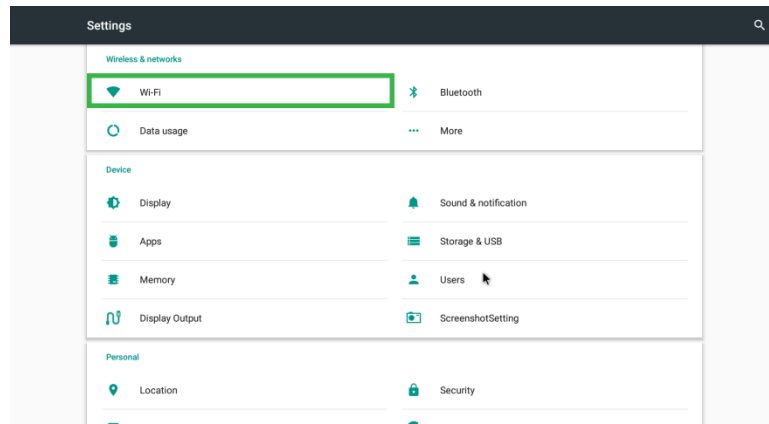 Settings
Wireless & networks
Wi-Fi
Bluetooth
Data usage
More
Device
Display
Sound & notification
Apps
Storage & USB
Memory
Users
Display Output
ScreenshotSetting
Personal
Location
Security